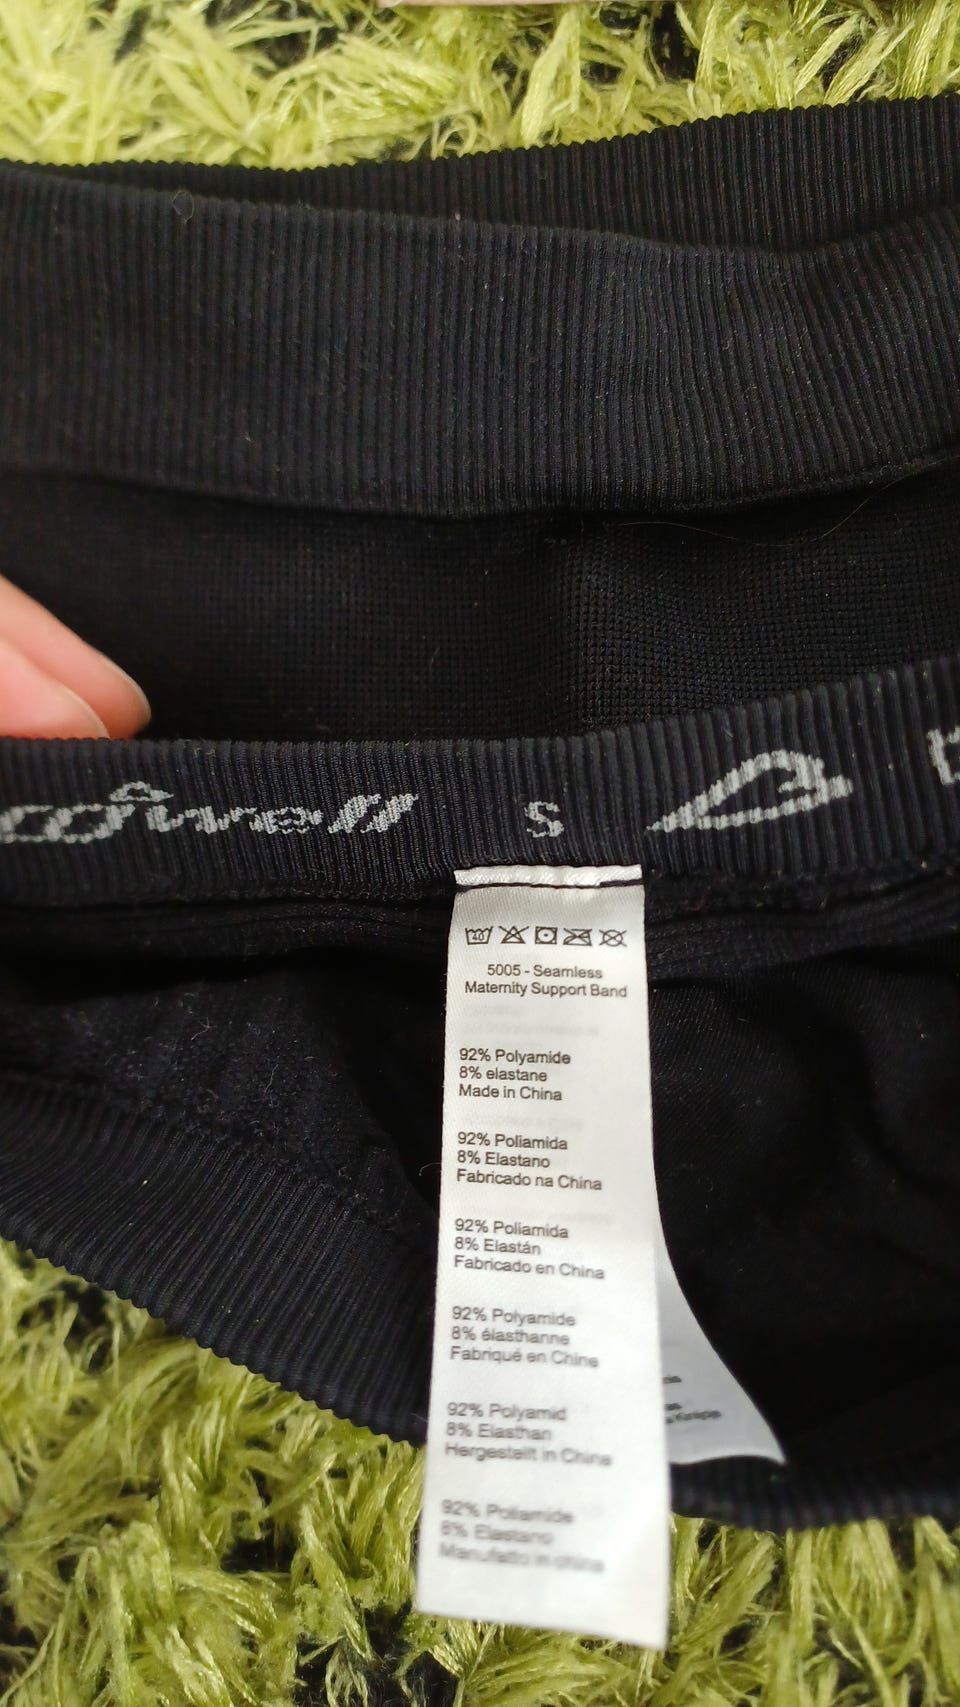 S
40
5005 - Seamless
Maternity Support Band
92% Polyamide
8% elastane
Made in China
92% Poliamida
8% Elastano
Fabricado na China
92% Poliamida
8% Elastán
Fabricado en China
92% Polyamide
8% élasthanne
Fabriqué en Chine
92% Polyamid
8% Elasthan
Hergestellt in China
92% Poliamide
8% Elastano
Manufatto in china